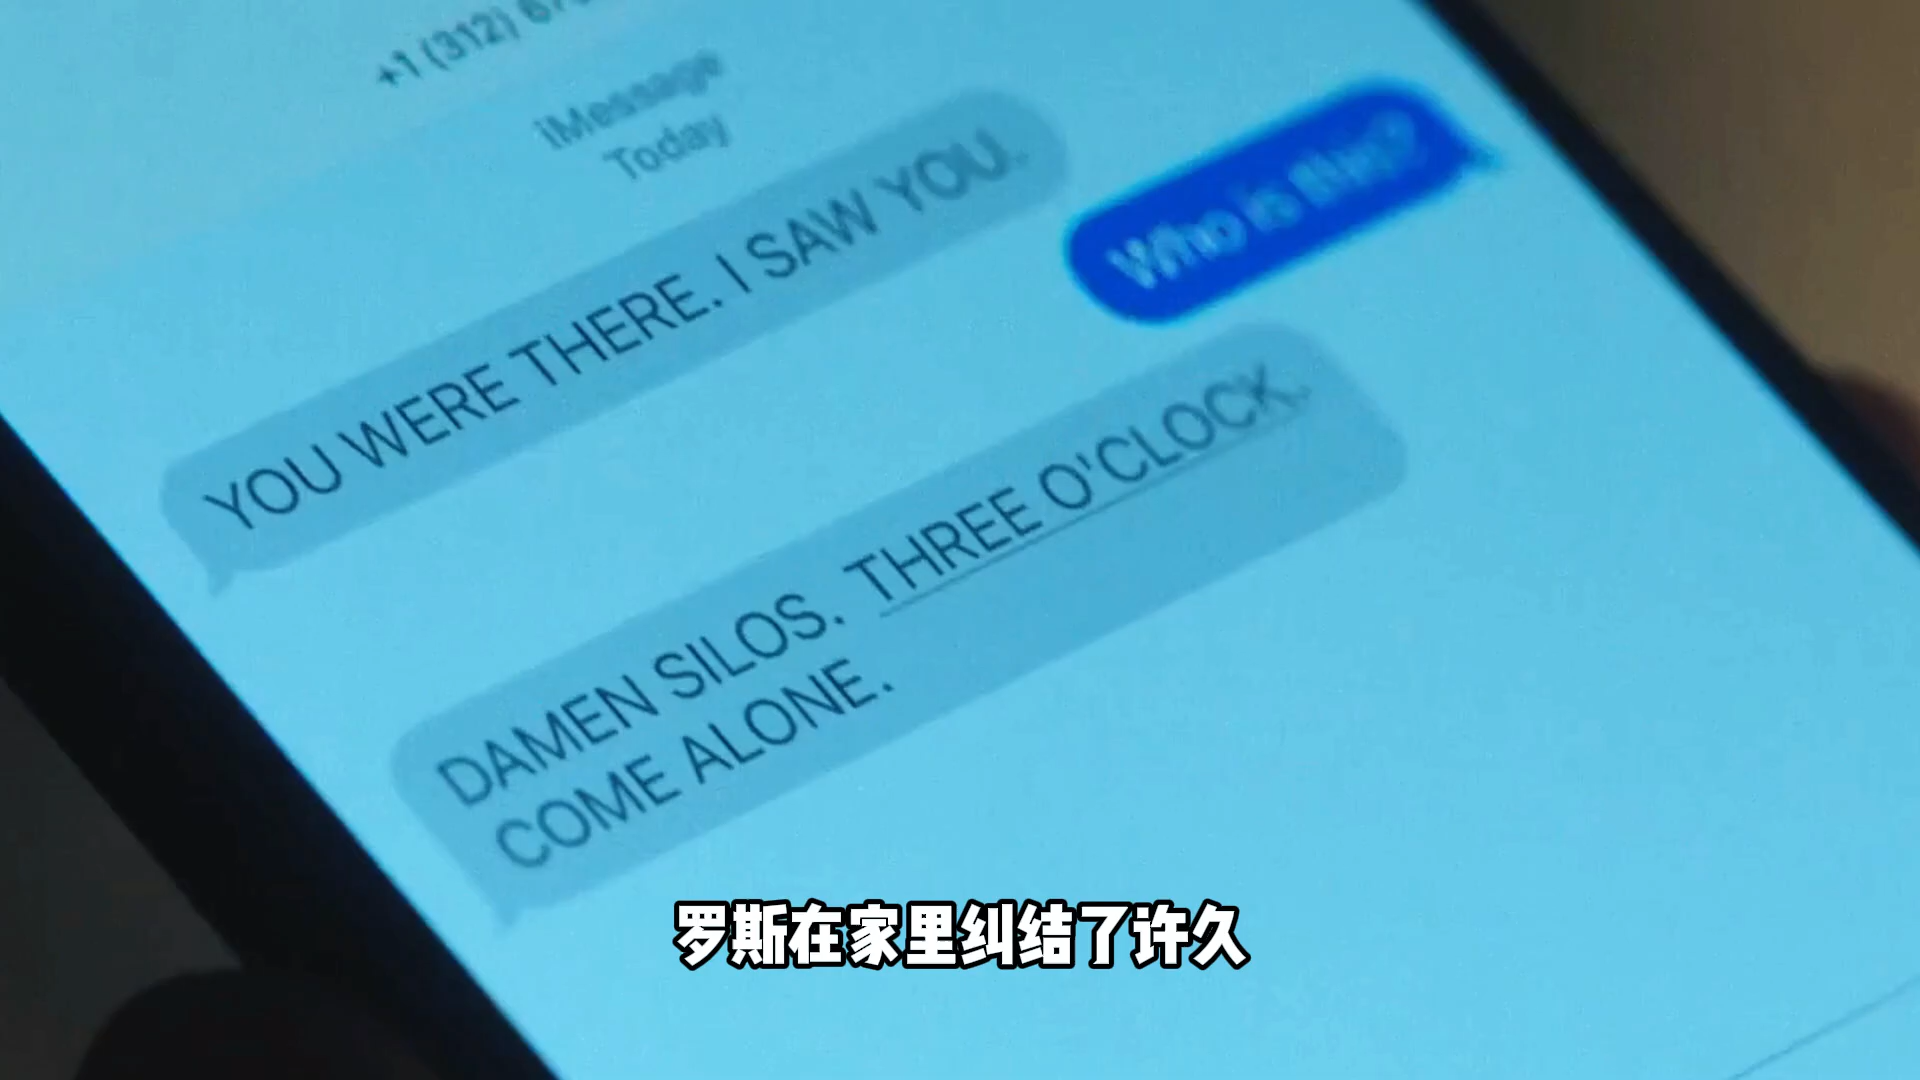 +1 (312) 67
iMessage
Today
YOU WERE THERE. I SAW YOU.
Who is this?
DAMEN SILOS. THREE O'CLOCK.
COME ALONE.
罗斯在家里纠结了许久